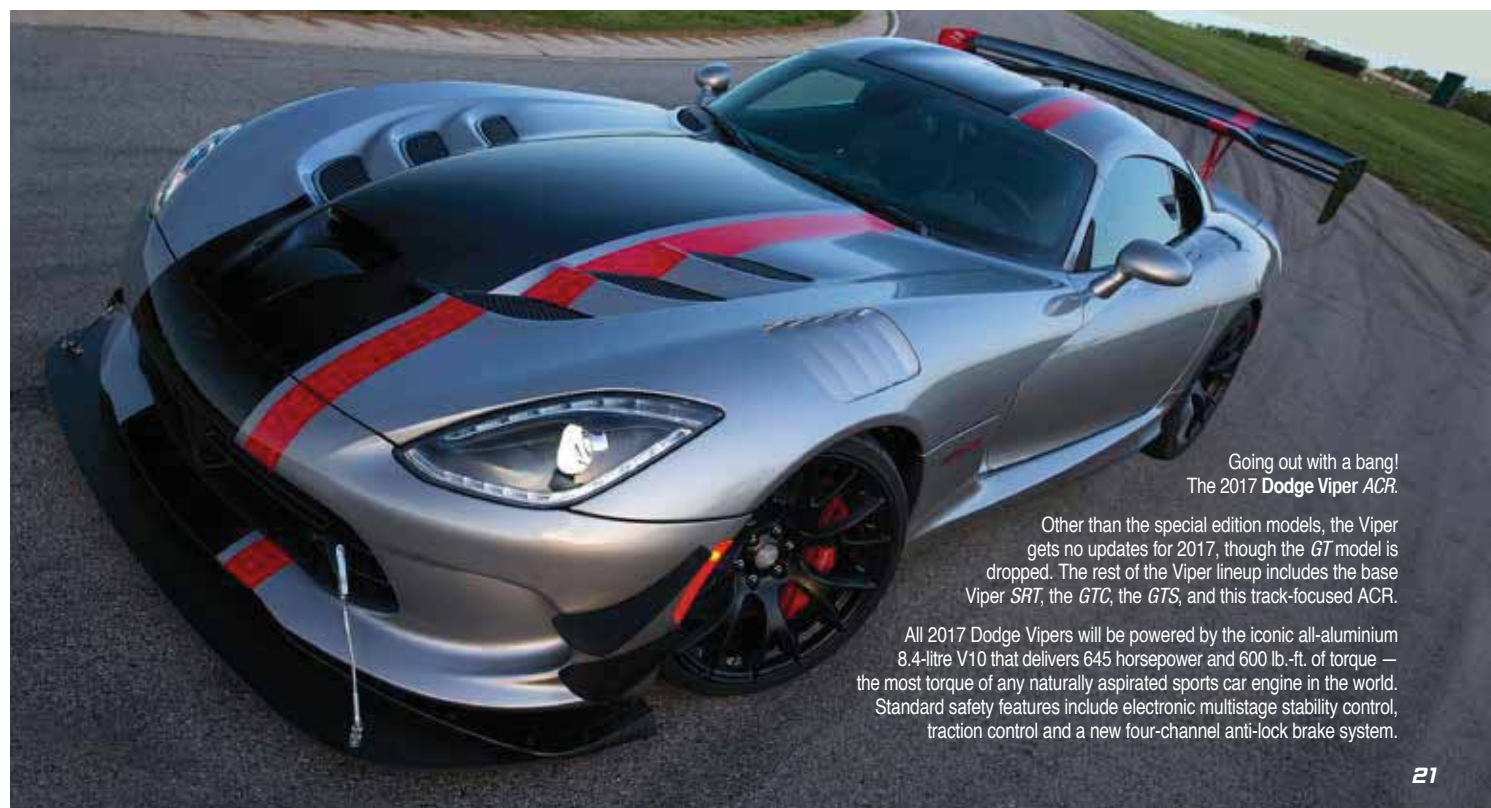 Going out with a bang!
The 2017 Dodge Viper ACR.
Other than the special edition models, the Viper
gets no updates for 2017, though the GT model is
dropped. The rest of the Viper lineup includes the base
Viper SRT, the GTC, the GTS, and this track-focused ACR.
All 2017 Dodge Vipers will be powered by the iconic all-aluminium
8.4-litre V10 that delivers 645 horsepower and 600 lb.-ft. of torque —
the most torque of any naturally aspirated sports car engine in the world.
Standard safety features include electronic multistage stability control,
traction control and a new four-channel anti-lock brake system.
21